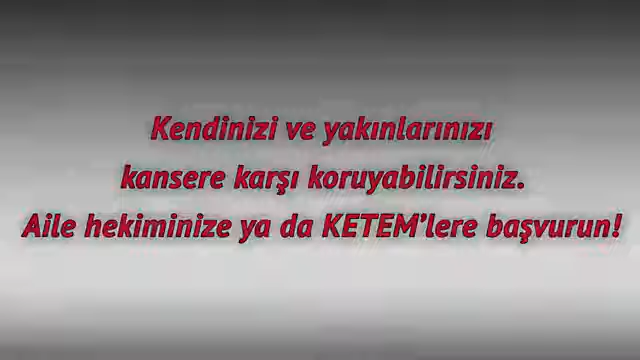 Kendinizi ve yakınlarınızı
kansere karşı koruyabilirsiniz.
Aile hekiminize ya da KETEM’lere başvurun!